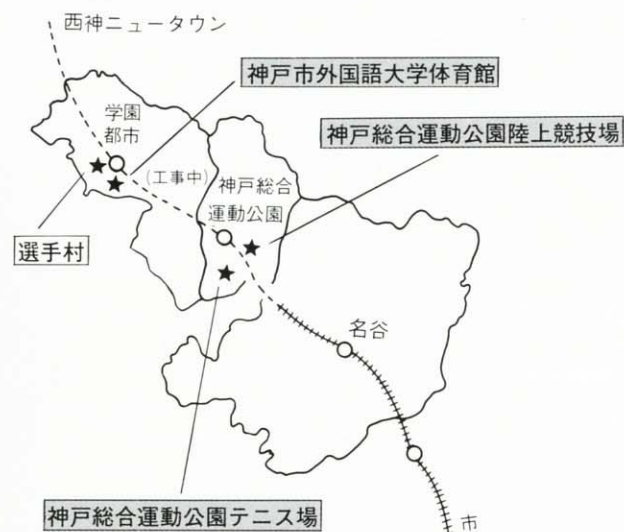 西神ニュータウン
神戸市外国語大学体育館
学園
都市
神戸総合運動公園陸上競技場
(工事中)
神戸総合
運動公園
選手村
名谷
神戸総合運動公園テニス場
市